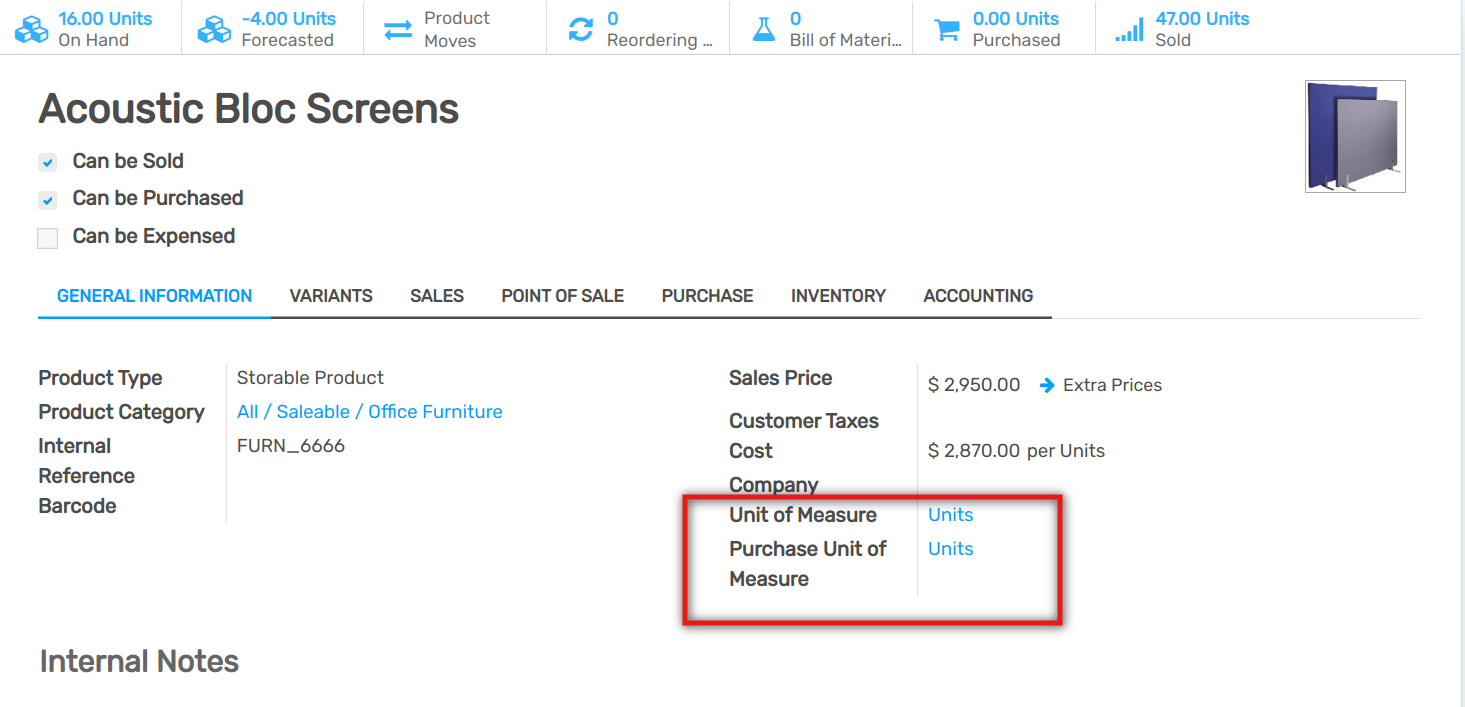 16.00 Units
On Hand
-4.00 Units
Forecasted
Product
Moves
0
Reordering ...
0
Bill of Materi...
0.00 Units
Purchased
47.00 Units
Sold
Acoustic Bloc Screens
Can be Sold
Can be Purchased
Can be Expensed
GENERAL INFORMATION VARIANTS SALES POINT OF SALE PURCHASE INVENTORY ACCOUNTING
Product Type Storable Product
Product Category All / Saleable / Office Furniture
Internal FURN_6666
Reference
Barcode
Sales Price $ 2,950.00 Extra Prices
Customer Taxes
Cost $ 2,870.00 per Units
Company
Unit of Measure Units
Purchase Unit of Units
Measure
Internal Notes